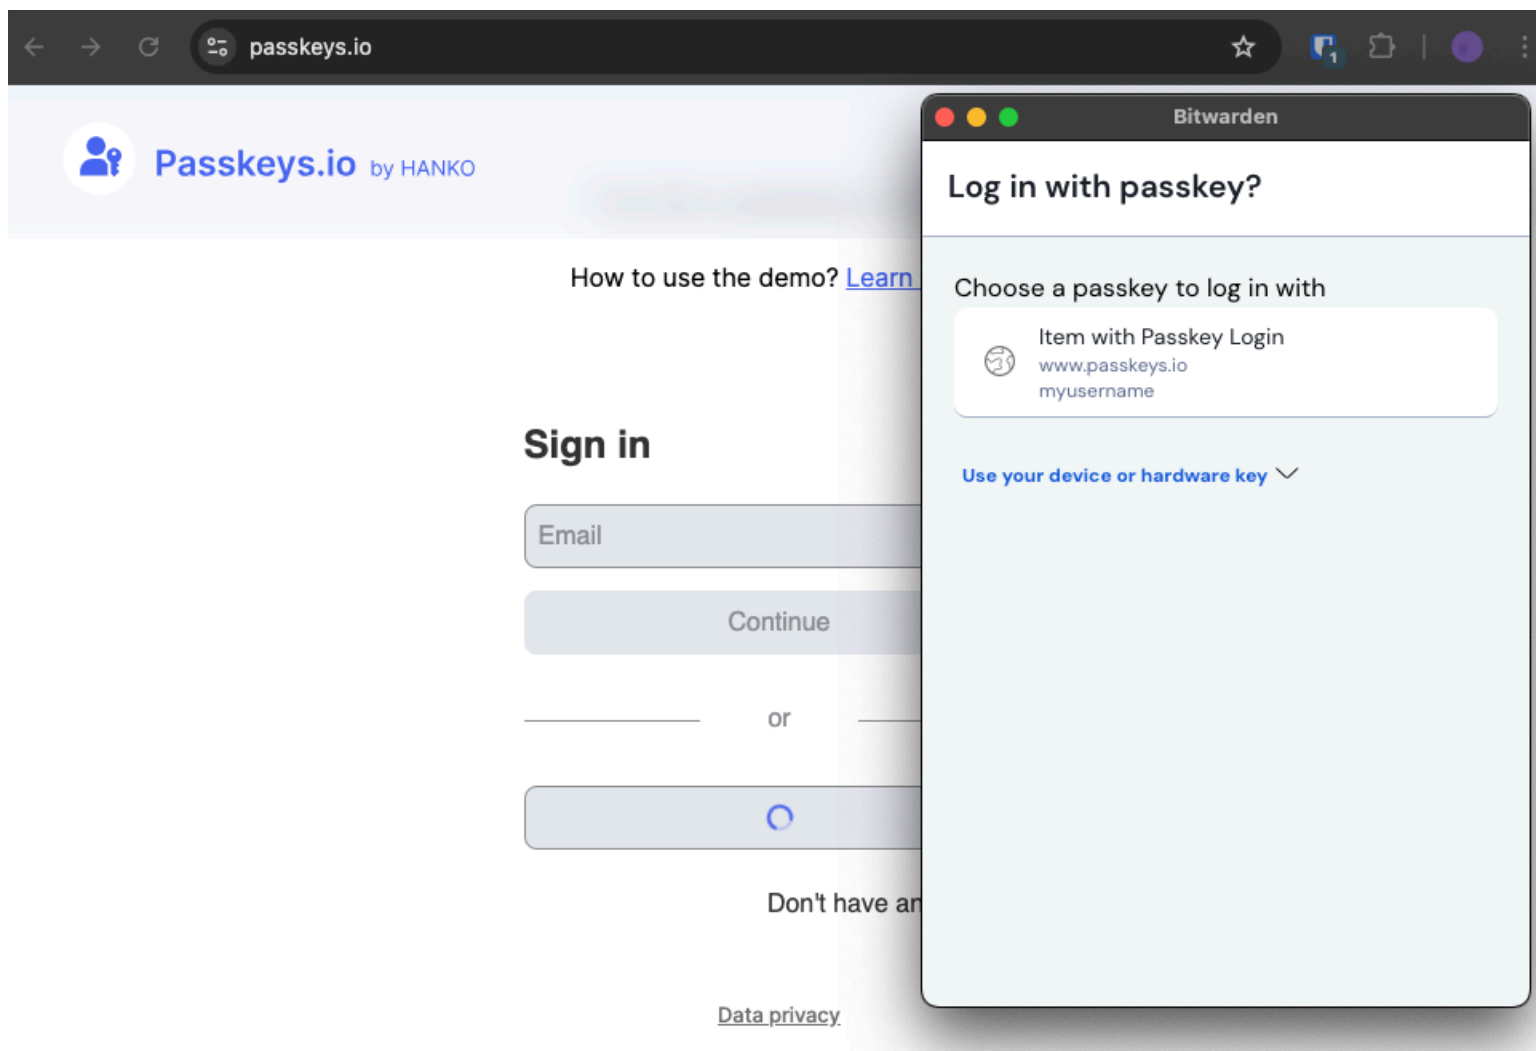 passkeys.io
1
Passkeys.io by HANKO
How to use the demo? Learn
Sign in
Email
Continue
or
Don't have an
Data privacy
Bitwarden
Log in with passkey?
Choose a passkey to log in with
Item with Passkey Login
www.passkeys.io
myusername
Use your device or hardware key